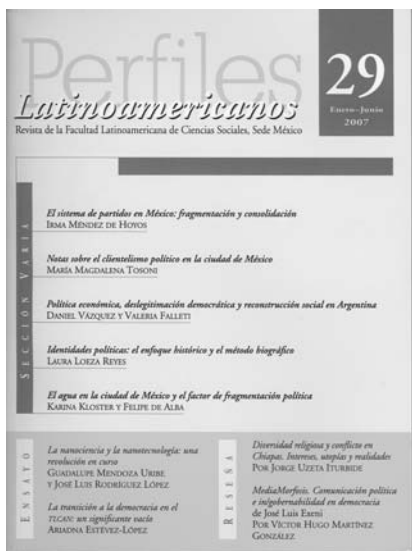 Perfiles
Latinoamericanos
Revista de la Facultad Latinoamericana de Ciencias Sociales, Sede México
29
Enero–Junio
2007
SECCIÓN VARIA
El sistema de partidos en México: fragmentación y consolidación
IRMA MÉNDEZ DE HOYOS
Notas sobre el clientelismo político en la ciudad de México
MARÍA MAGDALENA TOSONI
Política económica, deslegitimación democrática y reconstrucción social en Argentina
DANIEL VÁZQUEZ Y VALERIA FALLETI
Identidades políticas: el enfoque histórico y el método biográfico
LAURA LOEZA REYES
El agua en la ciudad de México y el factor de fragmentación política
KARINA KLOSTER Y FELIPE DE ALBA
ENSAYO
La nanociencia y la nanotecnología: una
revolución en curso
GUADALUPE MENDOZA URIBE
Y JOSÉ LUIS RODRÍGUEZ LÓPEZ
La transición a la democracia en el
TLCAN: un significante vacío
ARIADNA ESTÉVEZ-LÓPEZ
RESEÑA
Diversidad religiosa y conflicto en
Chiapas. Intereses, utopías y realidades
POR JORGE UZETA ITURBIDE
MediaMorfosis. Comunicación política
e in/gobernabilidad en democracia
de José Luis Exeni
POR VÍCTOR HUGO MARTÍNEZ
GONZÁLEZ